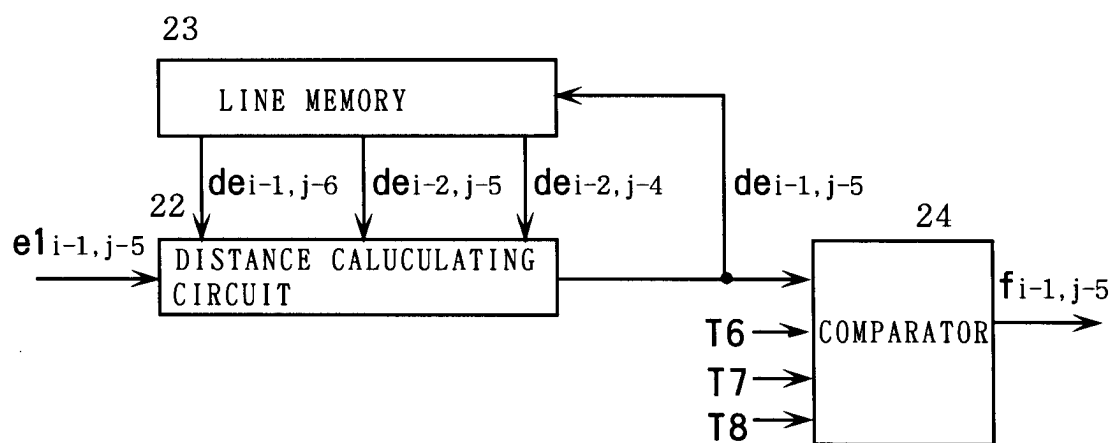 23
LINE MEMORY
dei-1, j-6
dei-2, j-5
dei-2, j-4
dei-1, j-5
22
24
e1i-1, j-5
DISTANCE CALUCULATING
CIRCUIT
fi-1, j-5
T6
COMPARATOR
T7
T8